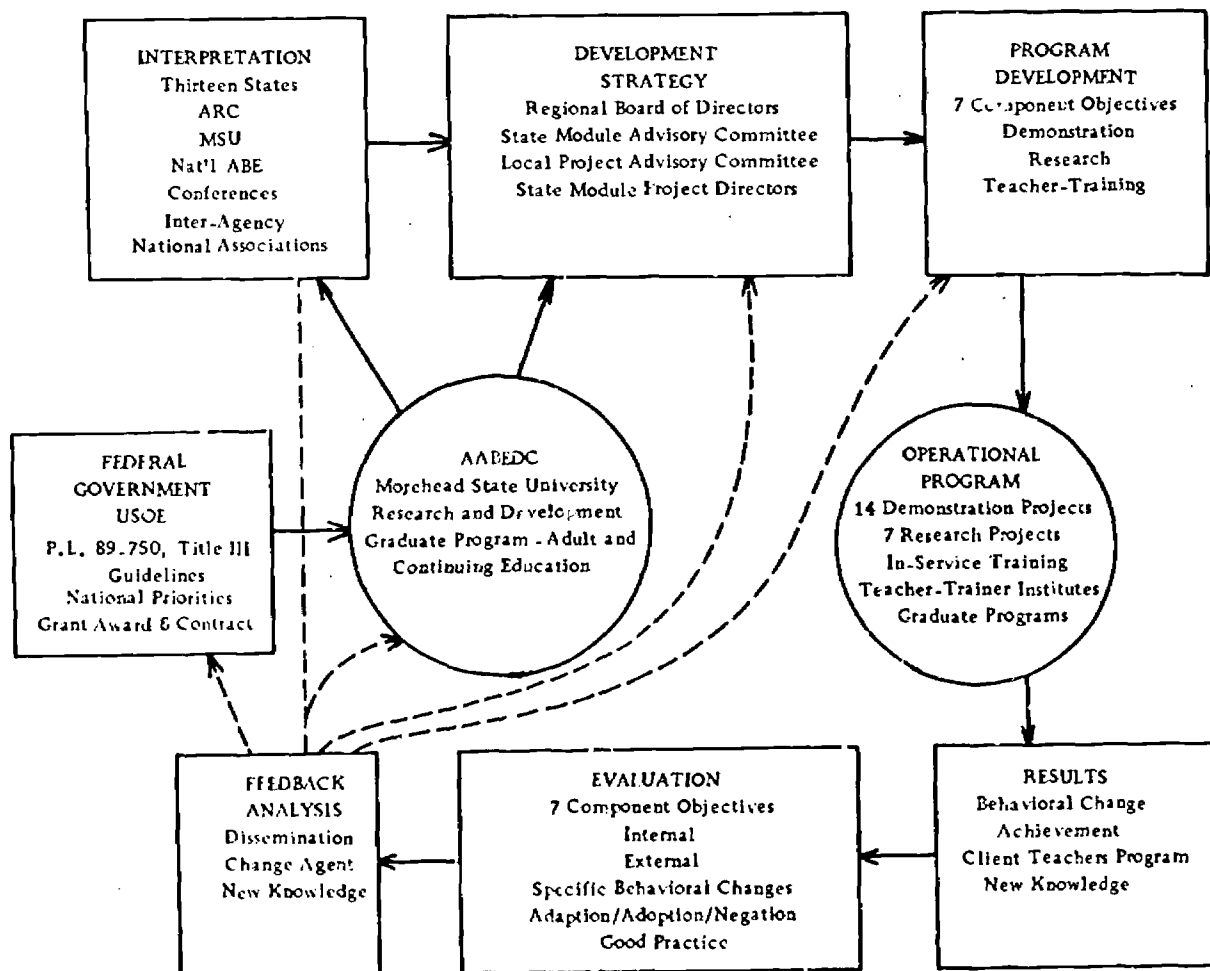 INTERPRETATION
Thirteen States
ARC
MSU
Nat'l ABE
Conferences
Inter-Agency
National Associations
DEVELOPMENT
STRATEGY
Regional Board of Directors
State Module Advisory Committee
Local Project Advisory Committee
State Module Project Directors
PROGRAM
DEVELOPMENT
7 Component Objectives
Demonstration
Research
Teacher-Training
FEDERAL
GOVERNMENT
USOE
P.L. 89-750, Title III
Guidelines
National Priorities
Grant Award & Contract
AABEDC
Morehead State University
Research and Development
Graduate Program - Adult and
Continuing Education
OPERATIONAL
PROGRAM
14 Demonstration Projects
7 Research Projects
In-Service Training
Teacher-Trainer Institutes
Graduate Programs
FEEDBACK
ANALYSIS
Dissemination
Change Agent
New Knowledge
EVALUATION
7 Component Objectives
Internal
External
Specific Behavioral Changes
Adaption/Adoption/Negation
Good Practice
RESULTS
Behavioral Change
Achievement
Client Teachers Program
New Knowledge